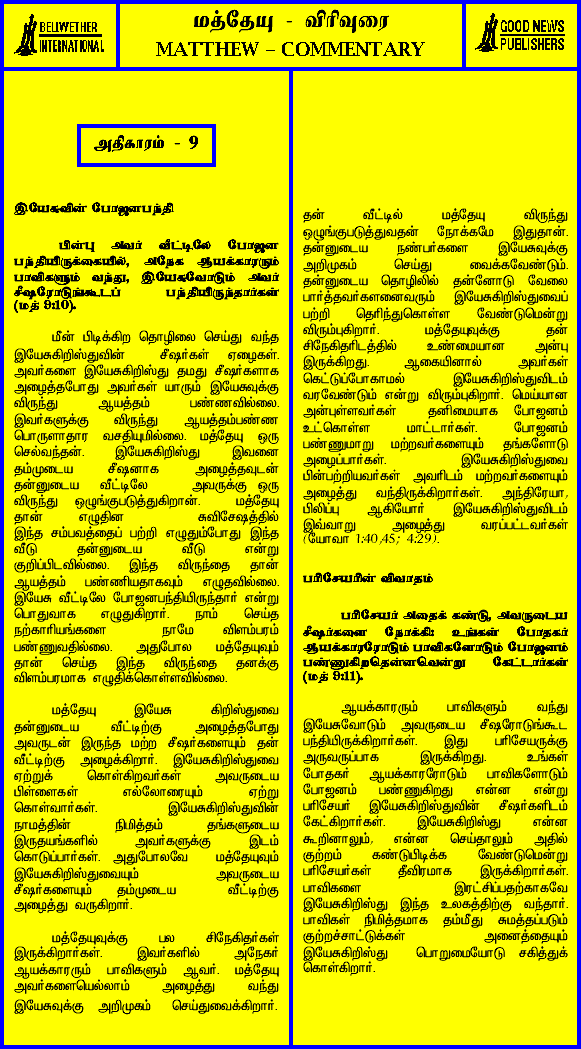 BELLWETHER
INTERNATIONAL
மத்தேயு - விரிவுரை
MATTHEW – COMMENTARY
GOOD NEWS
PUBLISHERS
அதிகாரம் - 9
இயேசுவின் போஜனபந்தி
பின்பு அவர் வீட்டிலே போஜன
பந்தியிருக்கையில், அநேக ஆயக்காரரும்
பாவிகளும் வந்து, இயேசுவோடும் அவர்
சீஷரோடுங்கூடப் பந்தியிருந்தார்கள்
(மத் 9:10).
மீன் பிடிக்கிற தொழிலை செய்து வந்த
இயேசுகிறிஸ்துவின் சீஷர்கள் ஏழைகள்.
அவர்களை இயேசுகிறிஸ்து தமது சீஷர்களாக
அழைத்தபோது அவர்கள் யாரும் இயேசுவுக்கு
விருந்து ஆயத்தம் பண்ணவில்லை.
இவர்களுக்கு விருந்து ஆயத்தம்பண்ண
பொருளாதார வசதியுமில்லை. மத்தேயு ஒரு
செல்வந்தன். இயேசுகிறிஸ்து இவனை
தம்முடைய சீஷனாக அழைத்தவுடன்
தன்னுடைய வீட்டிலே அவருக்கு ஒரு
விருந்து ஒழுங்குபடுத்துகிறான். மத்தேயு
தான் எழுதின சுவிசேஷத்தில்
இந்த சம்பவத்தைப் பற்றி எழுதும்போது இந்த
வீடு தன்னுடைய வீடு என்று
குறிப்பிடவில்லை. இந்த விருந்தை தான்
ஆயத்தம் பண்ணியதாகவும் எழுதவில்லை.
இயேசு வீட்டிலே போஜனபந்தியிருந்தார் என்று
பொதுவாக எழுதுகிறார். நாம் செய்த
நற்காரியங்களை நாமே விளம்பரம்
பண்ணுவதில்லை. அதுபோல மத்தேயுவும்
தான் செய்த இந்த விருந்தை தனக்கு
விளம்பரமாக எழுதிக்கொள்ளவில்லை.
மத்தேயு இயேசு கிறிஸ்துவை
தன்னுடைய வீட்டிற்கு அழைத்தபோது
அவருடன் இருந்த மற்ற சீஷர்களையும் தன்
வீட்டிற்கு அழைக்கிறார். இயேசுகிறிஸ்துவை
ஏற்றுக் கொள்கிறவர்கள் அவருடைய
பிள்ளைகள் எல்லோரையும் ஏற்று
கொள்வார்கள். இயேசுகிறிஸ்துவின்
நாமத்தின் நிமித்தம் தங்களுடைய
இருதயங்களில் அவர்களுக்கு இடம்
கொடுப்பார்கள். அதுபோலவே மத்தேயுவும்
இயேசுகிறிஸ்துவையும் அவருடைய
சீஷர்களையும் தம்முடைய வீட்டிற்கு
அழைத்து வருகிறார்.
மத்தேயுவுக்கு பல சிநேகிதர்கள்
இருக்கிறார்கள். இவர்களில் அநேகர்
ஆயக்காரரும் பாவிகளும் ஆவர். மத்தேயு
அவர்களையெல்லாம் அழைத்து வந்து
இயேசுவுக்கு அறிமுகம் செய்துவைக்கிறார்.
தன் வீட்டில் மத்தேயு விருந்து
ஒழுங்குபடுத்துவதன் நோக்கமே இதுதான்.
தன்னுடைய நண்பர்களை இயேசுவுக்கு
அறிமுகம் செய்து வைக்கவேண்டும்.
தன்னுடைய தொழிலில் தன்னோடு வேலை
பார்த்தவர்களனைவரும் இயேசுகிறிஸ்துவைப்
பற்றி தெரிந்துகொள்ள வேண்டுமென்று
விரும்புகிறார். மத்தேயுவுக்கு தன்
சிநேகிதரிடத்தில் உண்மையான அன்பு
இருக்கிறது. ஆகையினால் அவர்கள்
கெட்டுப்போகாமல் இயேசுகிறிஸ்துவிடம்
வரவேண்டும் என்று விரும்புகிறார். மெய்யான
அன்புள்ளவர்கள் தனிமையாக போஜனம்
உட்கொள்ள மாட்டார்கள். போஜனம்
பண்ணுமாறு மற்றவர்களையும் தங்களோடு
அழைப்பார்கள். இயேசுகிறிஸ்துவை
பின்பற்றியவர்கள் அவரிடம் மற்றவர்களையும்
அழைத்து வந்திருக்கிறார்கள். அந்திரேயா,
பிலிப்பு ஆகியோர் இயேசுகிறிஸ்துவிடம்
இவ்வாறு அழைத்து வரப்பட்டவர்கள்
(யோவா 1:40,45; 4:29).
பரிசேயரின் விவாதம்
பரிசேயர் அதைக் கண்டு, அவருடைய
சீஷர்களை நோக்கி: உங்கள் போதகர்
ஆயக்காரரோடும் பாவிகளோடும் போஜனம்
பண்ணுகிறதென்னவென்று கேட்டார்கள்
(மத் 9:11).
ஆயக்காரரும் பாவிகளும் வந்து
இயேசுவோடும் அவருடைய சீஷரோடுங்கூட
பந்தியிருக்கிறார்கள். இது பரிசேயருக்கு
அருவருப்பாக இருக்கிறது. உங்கள்
போதகர் ஆயக்காரரோடும் பாவிகளோடும்
போஜனம் பண்ணுகிறது என்ன என்று
பரிசேயர் இயேசுகிறிஸ்துவின் சீஷர்களிடம்
கேட்கிறார்கள். இயேசுகிறிஸ்து என்ன
கூறினாலும், என்ன செய்தாலும் அதில்
குற்றம் கண்டுபிடிக்க வேண்டுமென்று
பரிசேயர்கள் தீவிரமாக இருக்கிறார்கள்.
பாவிகளை இரட்சிப்பதற்காகவே
இயேசுகிறிஸ்து இந்த உலகத்திற்கு வந்தார்.
பாவிகள் நிமித்தமாக தம்மீது சுமத்தப்படும்
குற்றச்சாட்டுக்கள் அனைத்தையும்
இயேசுகிறிஸ்து பொறுமையோடு சகித்துக்
கொள்கிறார்.